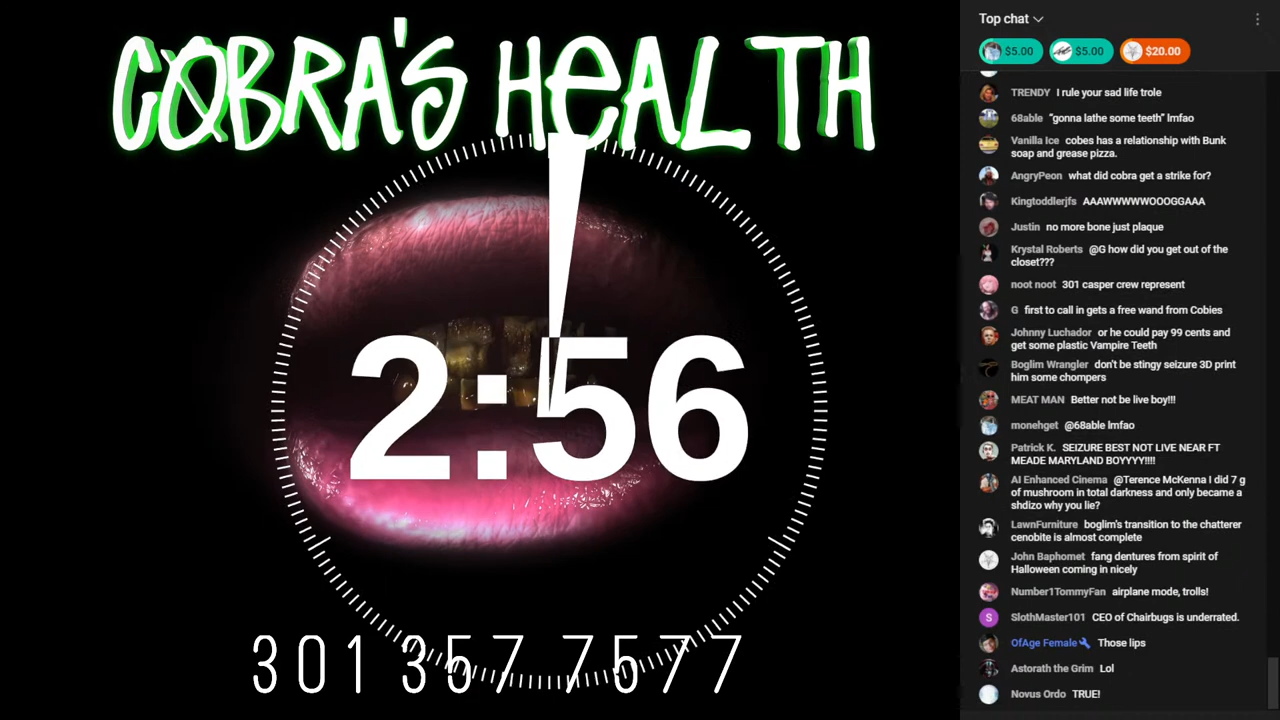 CØBRA'S HeALTH
2:56
301 357 7577
Top chat
$5.00 $5.00 $20.00
TRENDY I rule your sad life trole
68able “gonna lathe some teeth” lmfao
Vanilla Ice cobes has a relationship with Bunk
soap and grease pizza.
AngryPeon what did cobra get a strike for?
Kingtoddlerjfs AAAWWWWWOOOGGAAA
Justin no more bone just plaque
Krystal Roberts @G how did you get out of the
closet???
noot noot 301 casper crew represent
G first to call in gets a free wand from Cobies
Johnny Luchador or he could pay 99 cents and
get some plastic Vampire Teeth
Boglim Wrangler don't be stingy seizure 3D print
him some chompers
MEAT MAN Better not be live boy!!!
monehget @68able lmfao
Patrick K. SEIZURE BEST NOT LIVE NEAR FT
MEADE MARYLAND BOYYYY!!!!
AI Enhanced Cinema @Terence McKenna I did 7 g
of mushroom in total darkness and only became a
shdizo why you lie?
LawnFurniture boglim's transition to the chatterer
cenobite is almost complete
John Baphomet fang dentures from spirit of
Halloween coming in nicely
Number1TommyFan airplane mode, trolls!
S SlothMaster101 CEO of Chairbugs is underrated.
OfAge Female Those lips
Astorath the Grim Lol
Novus Ordo TRUE!